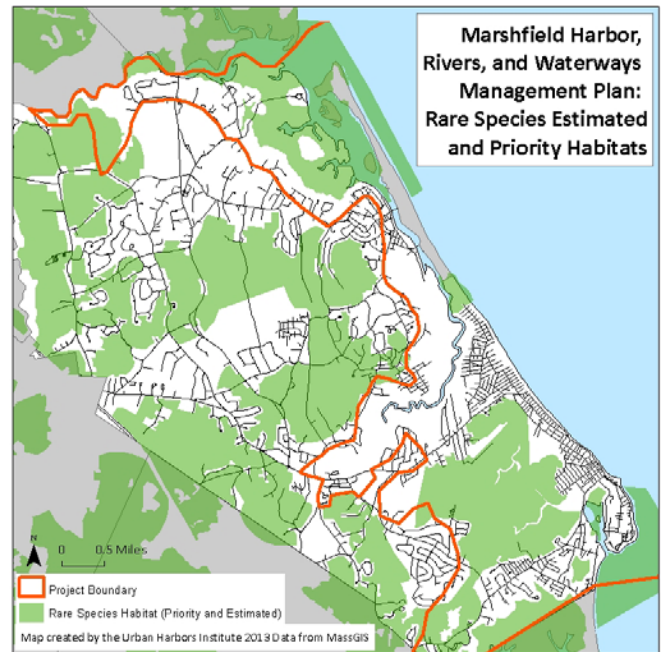 Marshfield Harbor,
Rivers, and Waterways
Management Plan:
Rare Species Estimated
and Priority Habitats
N
0 0.5 Miles
Project Boundary
Rare Species Habitat (Priority and Estimated)
Map created by the Urban Harbors Institute 2013 Data from MassGIS